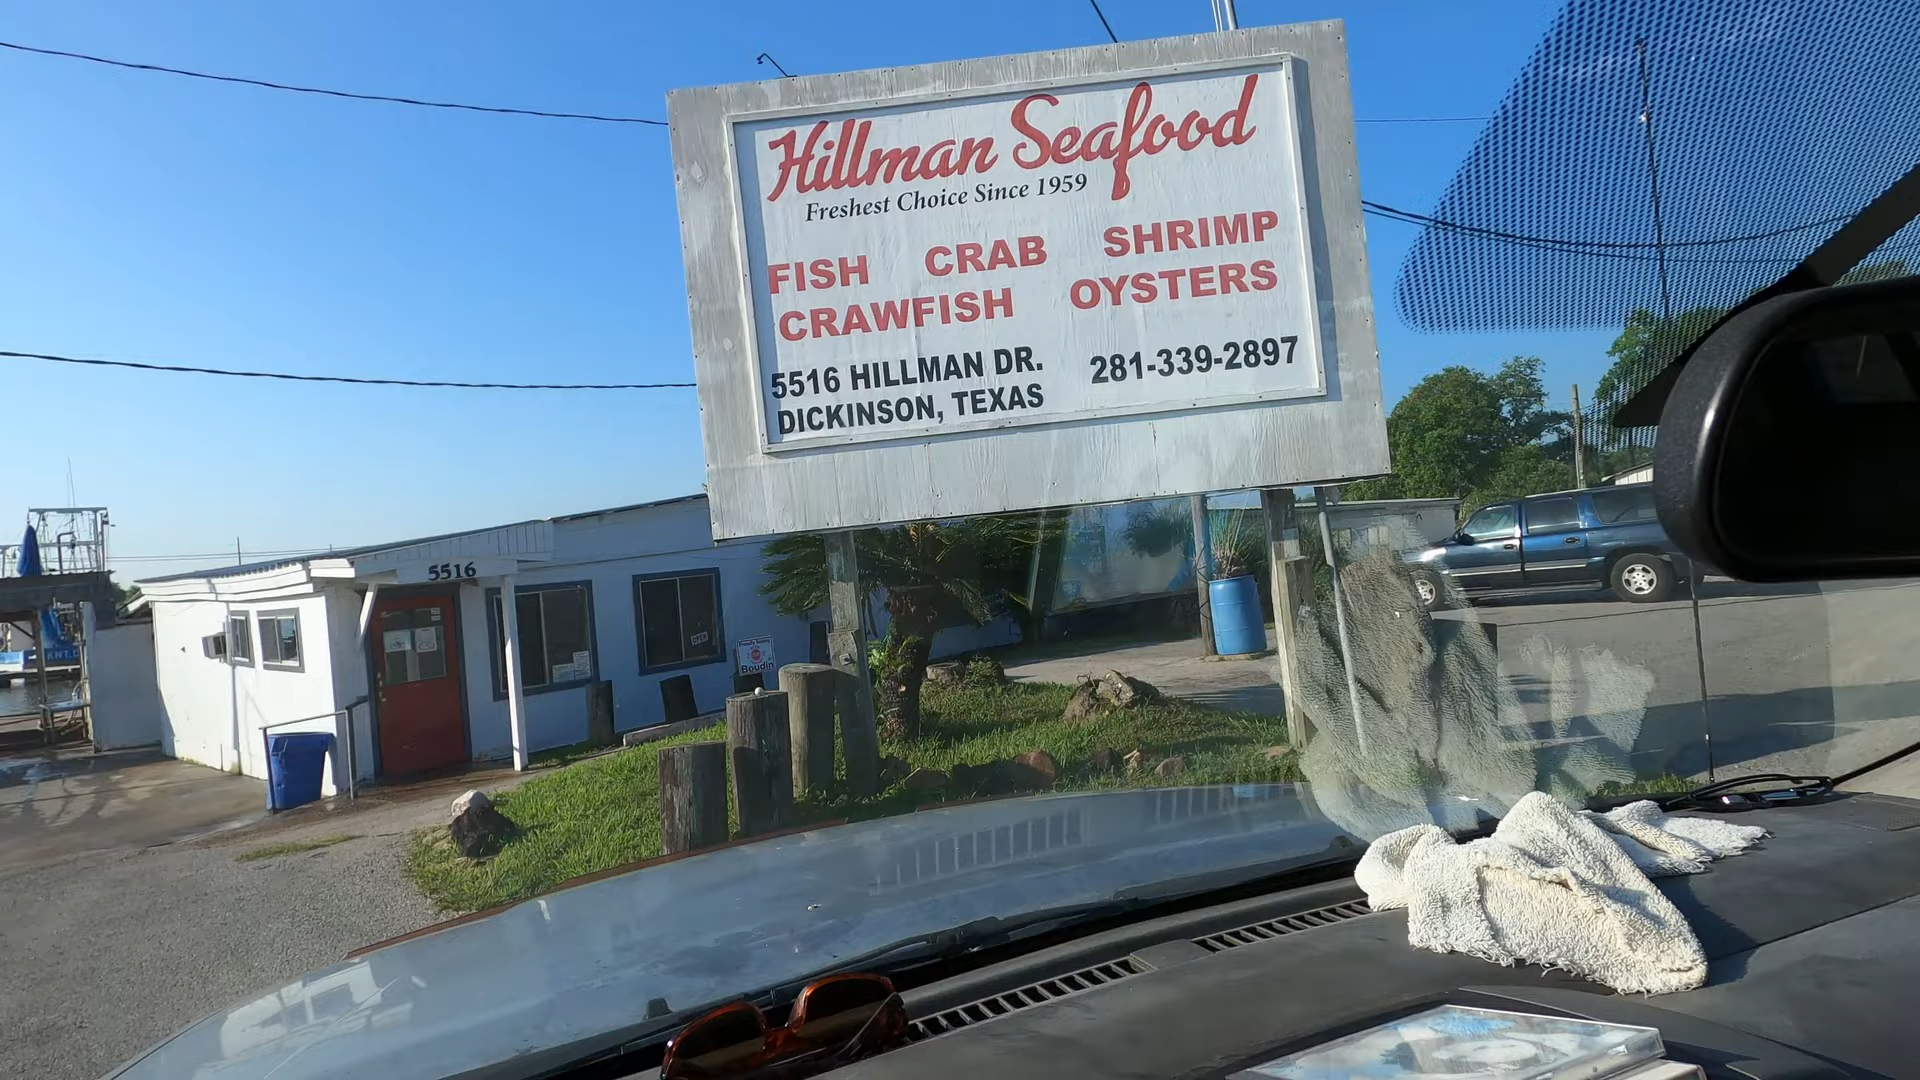 Hillman Seafood
Freshest Choice Since 1959
FISH CRAB SHRIMP
CRAWFISH OYSTERS
5516 HILLMAN DR. 281-339-2897
DICKINSON, TEXAS
5516
OPEN
Boudin